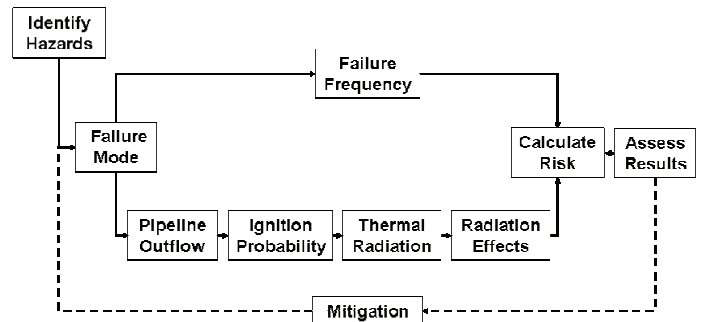 Identify
Hazards
Failure
Frequency
Failure
Mode
Calculate
Risk
Assess
Results
Pipeline
Outflow
Ignition
Probability
Thermal
Radiation
Radiation
Effects
Mitigation